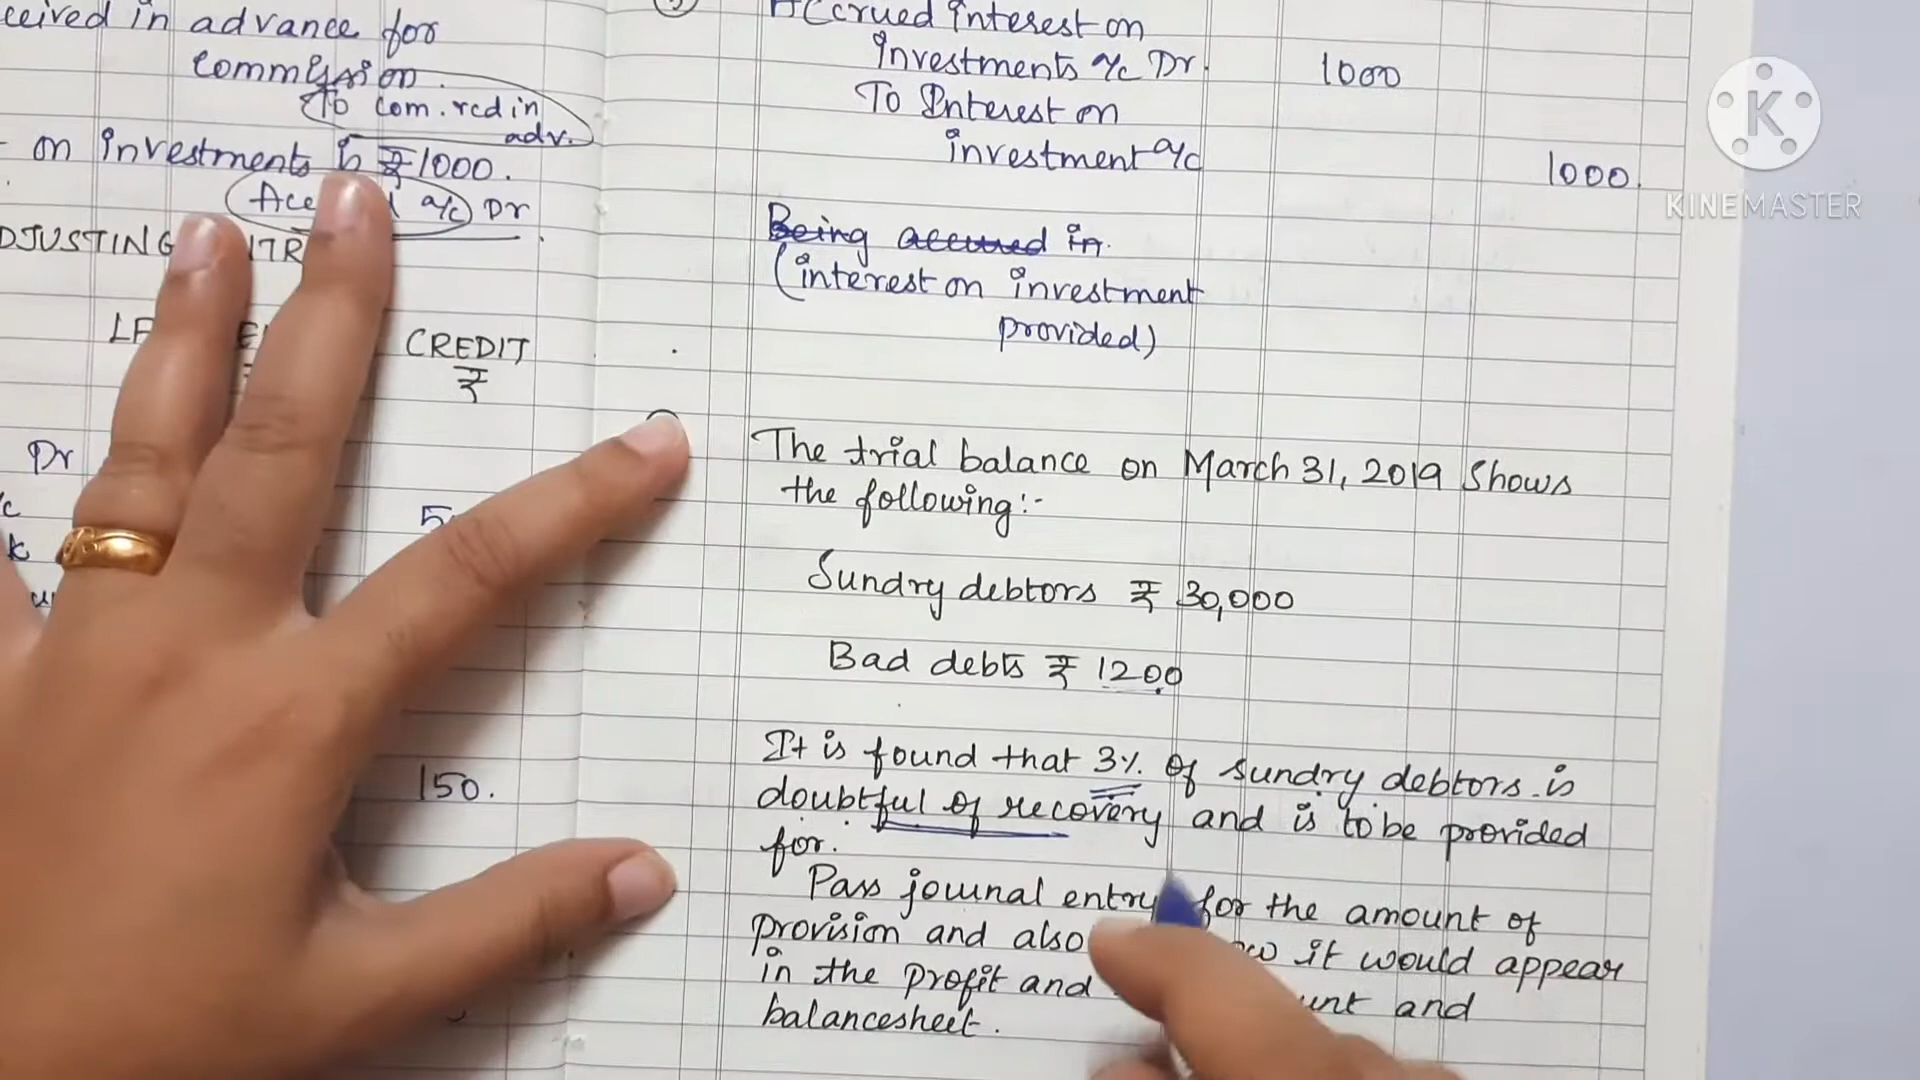 ceived in advance for
commission.
To com. rcd in
adv.
on investments is ₹1000.
a/c Dr
CREDIT
₹
Dr
150.
Accrued interest on
investments a/c Dr. 1000
To Interest on
investment a/c
1000.
Being accrued in.
(interest on investment
provided)
The trial balance on March 31, 2019 shows
the following:-
Sundry debtors ₹ 30,000
Bad debts ₹ 1200
It is found that 3% of sundry debtors is
doubtful of recovery and is to be provided
for.
Pass journal entry for the amount of
provision and also it would appear
in the profit and and
balancesheet.
K
KINEMASTER